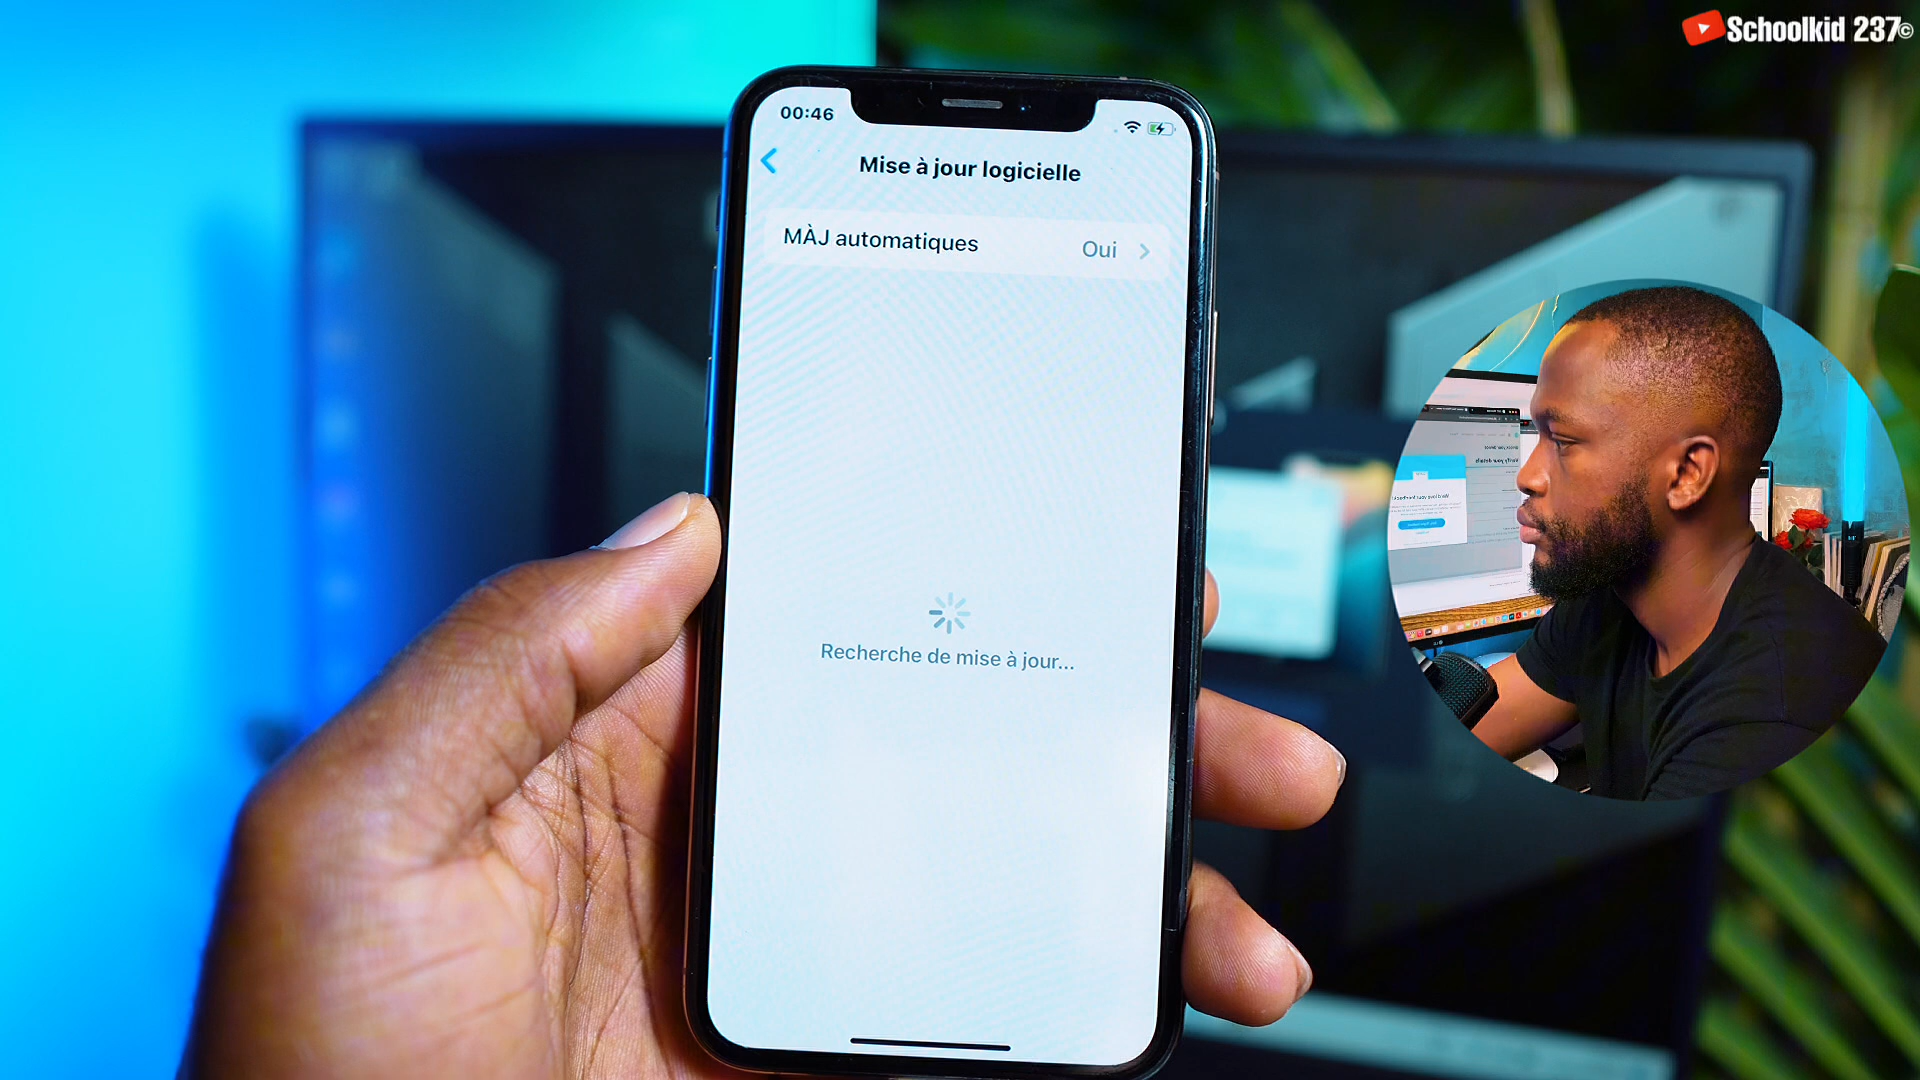 Schoolkid 237©
00:46
Mise à jour logicielle
MÀJ automatiques Oui
Recherche de mise à jour...